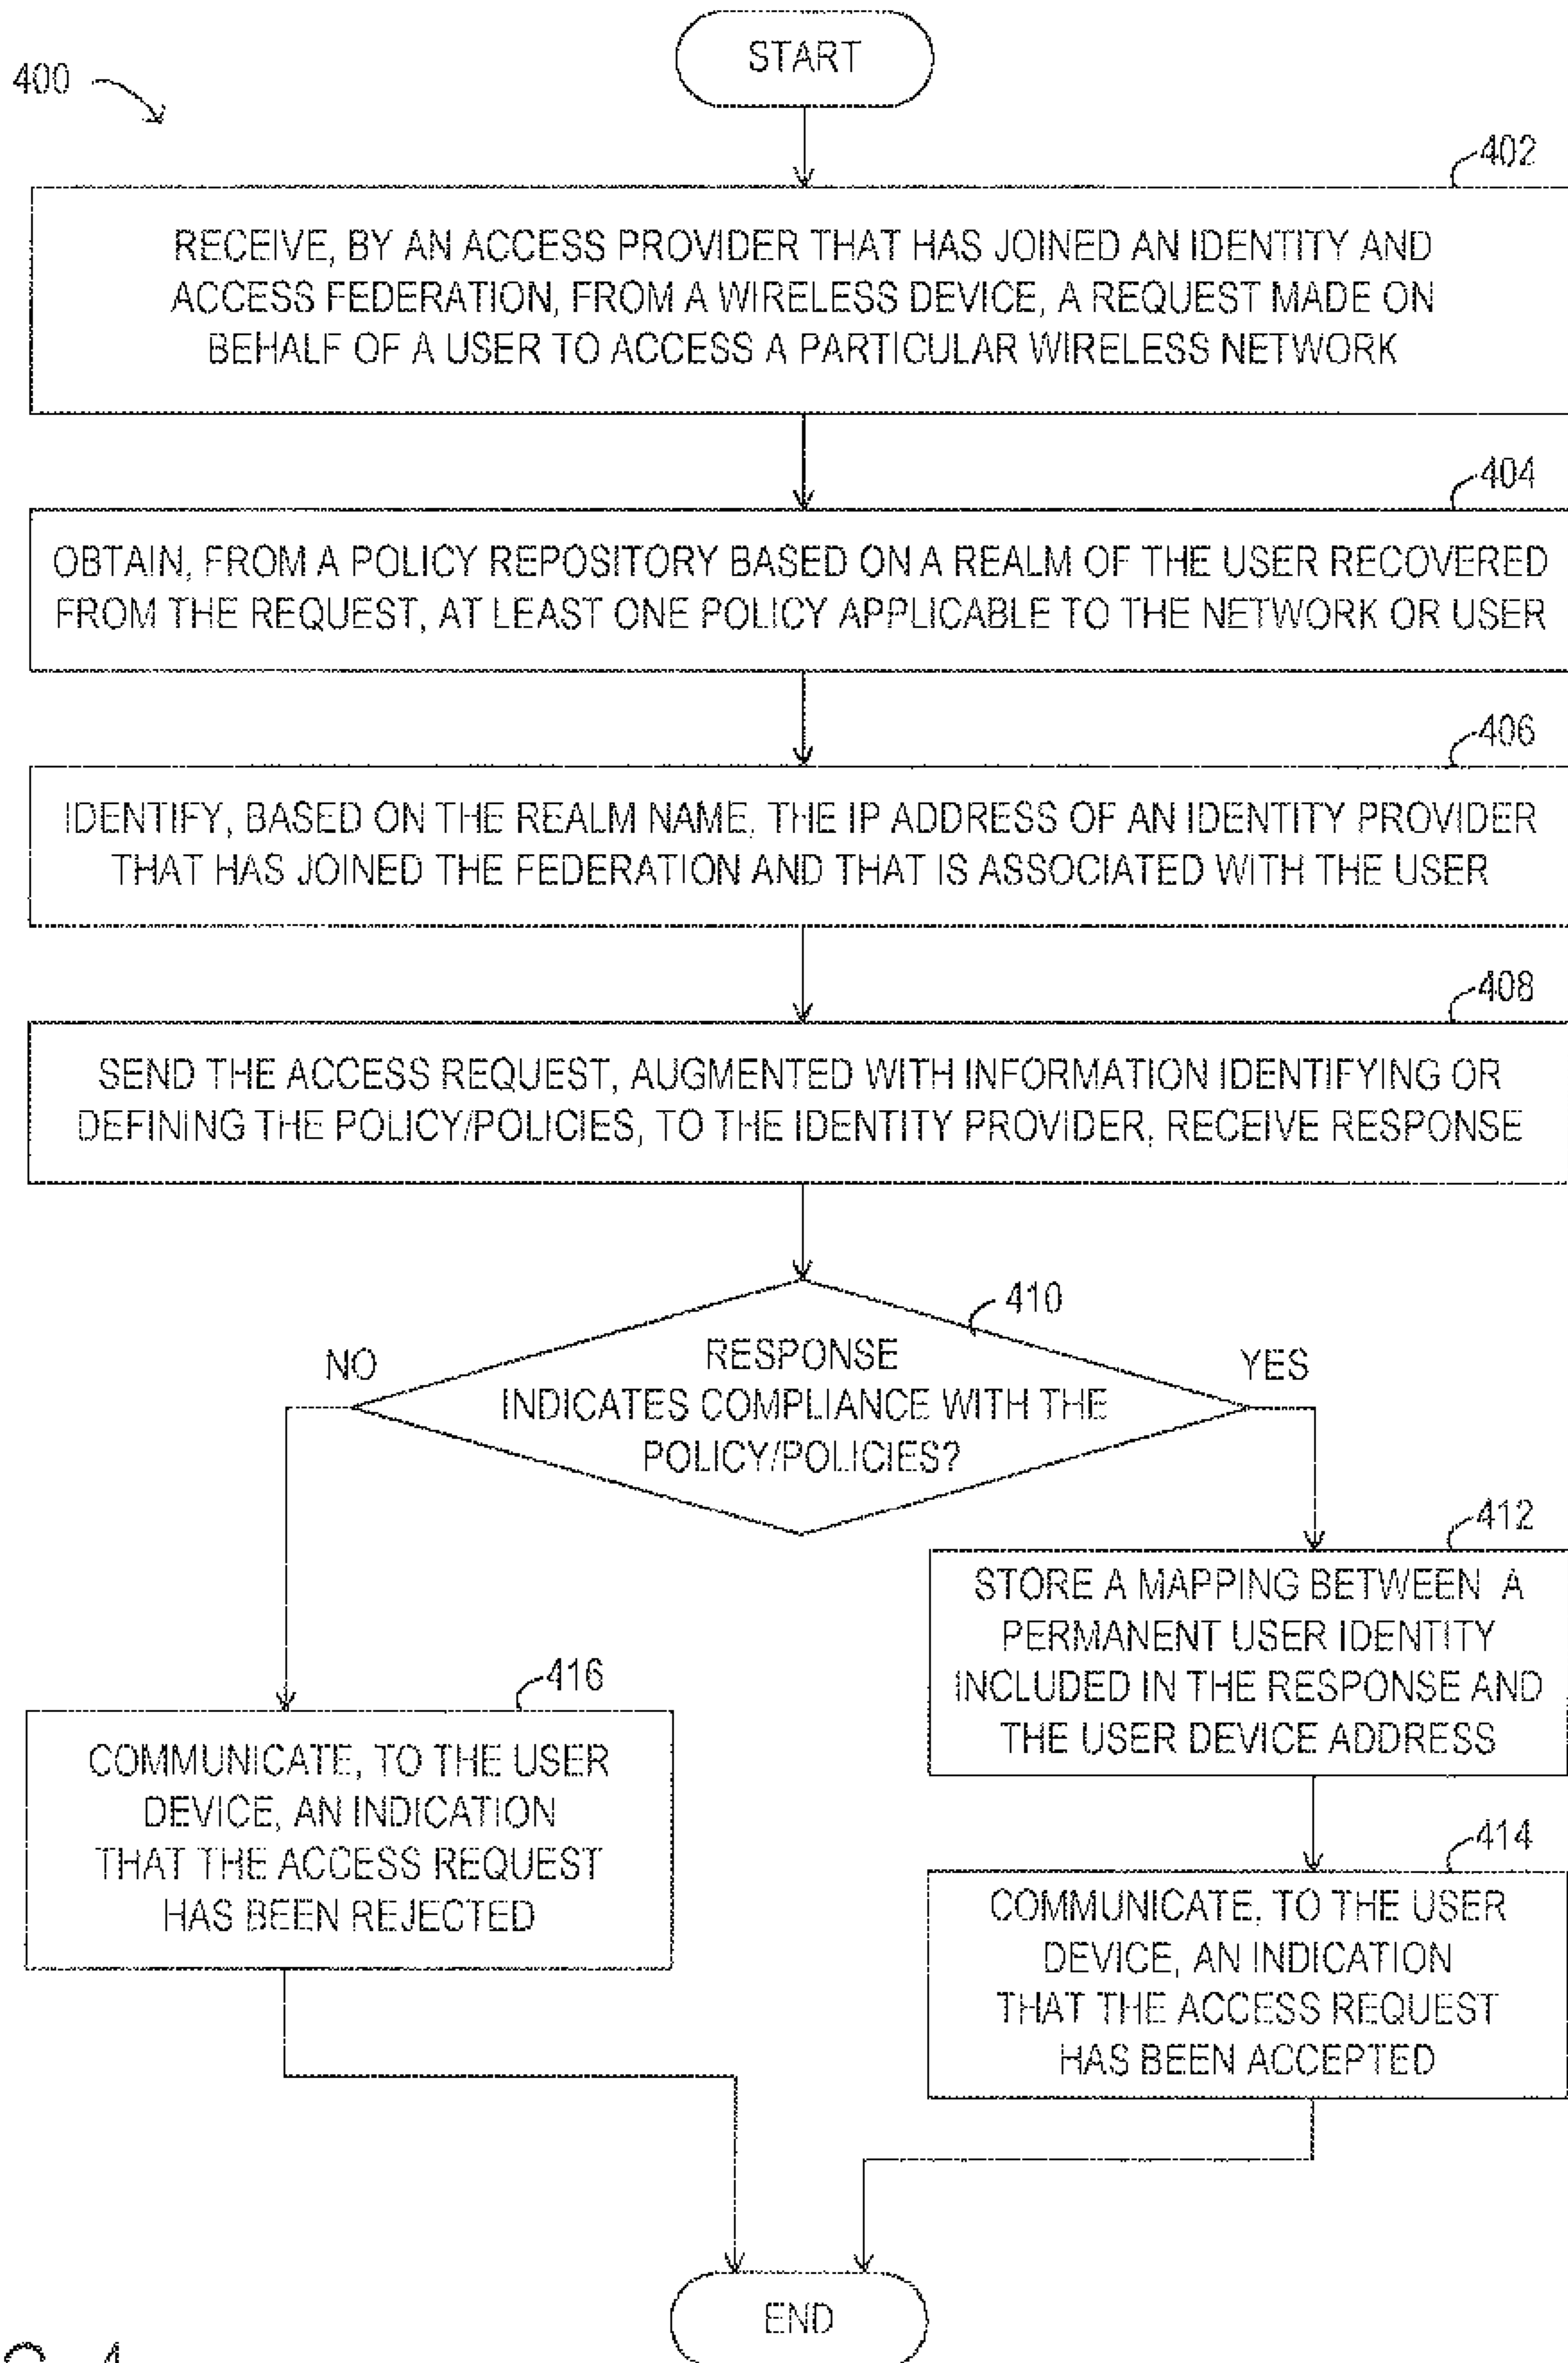 START
400
402
RECEIVE, BY AN ACCESS PROVIDER THAT HAS JOINED AN IDENTITY AND
ACCESS FEDERATION, FROM A WIRELESS DEVICE, A REQUEST MADE ON
BEHALF OF A USER TO ACCESS A PARTICULAR WIRELESS NETWORK
404
OBTAIN, FROM A POLICY REPOSITORY BASED ON A REALM OF THE USER RECOVERED
FROM THE REQUEST, AT LEAST ONE POLICY APPLICABLE TO THE NETWORK OR USER
406
IDENTIFY, BASED ON THE REALM NAME, THE IP ADDRESS OF AN IDENTITY PROVIDER
THAT HAS JOINED THE FEDERATION AND THAT IS ASSOCIATED WITH THE USER
408
SEND THE ACCESS REQUEST, AUGMENTED WITH INFORMATION IDENTIFYING OR
DEFINING THE POLICY/POLICIES, TO THE IDENTITY PROVIDER, RECEIVE RESPONSE
410
NO
YES
RESPONSE
INDICATES COMPLIANCE WITH THE
POLICY/POLICIES?
412
STORE A MAPPING BETWEEN A
PERMANENT USER IDENTITY
INCLUDED IN THE RESPONSE AND
THE USER DEVICE ADDRESS
416
COMMUNICATE, TO THE USER
DEVICE, AN INDICATION
THAT THE ACCESS REQUEST
HAS BEEN REJECTED
414
COMMUNICATE, TO THE USER
DEVICE, AN INDICATION
THAT THE ACCESS REQUEST
HAS BEEN ACCEPTED
END